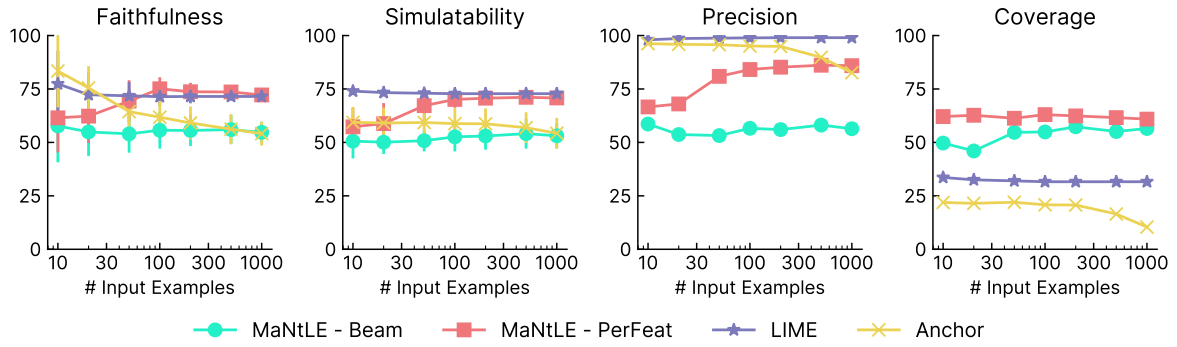 Faithfulness
100
75
50
25
0
10 30 100 300 1000
# Input Examples
Simulatability
100
75
50
25
0
10 30 100 300 1000
# Input Examples
Precision
100
75
50
25
0
10 30 100 300 1000
# Input Examples
Coverage
100
75
50
25
0
10 30 100 300 1000
# Input Examples
MaNtLE - Beam MaNtLE - PerFeat LIME Anchor